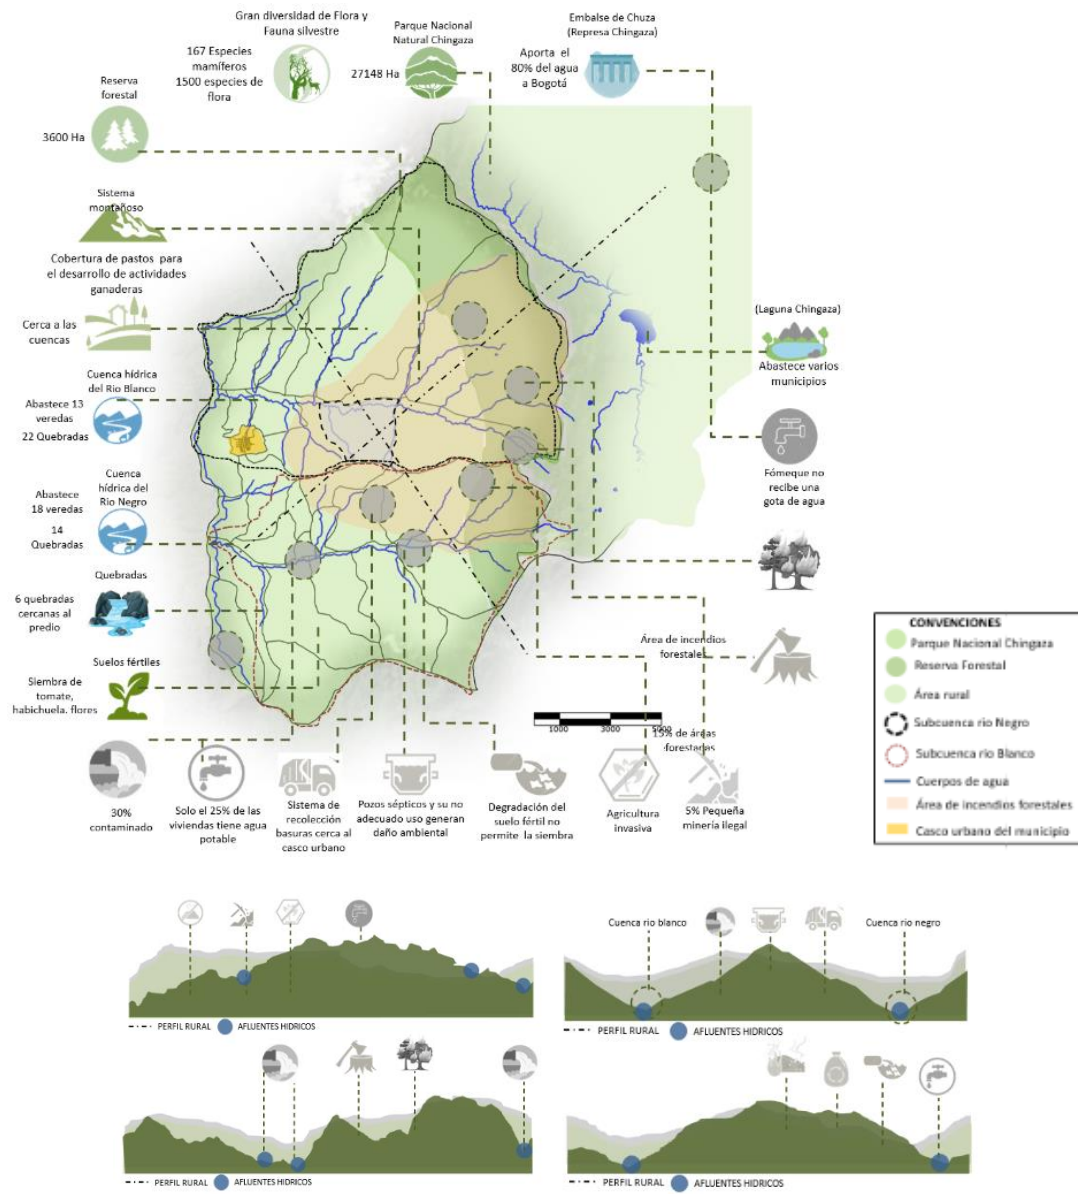 Gran diversidad de Flora y
Fauna silvestre
167 Especies
mamíferos
1500 especies de
flora
Parque Nacional
Natural Chingaza
27148 Ha
Embalse de Chuza
(Represa Chingaza)
Aporta el
80% del agua
a Bogotá
Reserva
forestal
3600 Ha
Sistema
montañoso
Cobertura de pastos para
el desarrollo de actividades
ganaderas
Cerca a las
cuencas
Cuenca hídrica
del Rio Blanco
Abastece 13
veredas
22 Quebradas
Cuenca
hídrica del
Rio Negro
Abastece
18 veredas
14
Quebradas
Quebradas
6 quebradas
cercanas al
predio
Suelos fértiles
Siembra de
tomate,
habichuela. flores
(Laguna Chingaza)
Abastece varios
municipios
Fómeque no
recibe una
gota de agua
Área de incendios
forestales
1000
3000
5000
15% de áreas
forestadas
30%
contaminado
Solo el 25% de las
viviendas tiene agua
potable
Sistema de
recolección
basuras cerca al
casco urbano
Pozos sépticos y su no
adecuado uso generan
daño ambiental
Degradación del
suelo fértil no
permite la siembra
Agricultura
invasiva
5% Pequeña
minería ilegal
CONVENCIONES
Parque Nacional Chingaza
Reserva Forestal
Área rural
Subcuenca rio Negro
Subcuenca rio Blanco
Cuerpos de agua
Área de incendios forestales
Casco urbano del municipio
PERFIL RURAL AFLUENTES HIDRICOS
Cuenca rio blanco
Cuenca rio negro
PERFIL RURAL AFLUENTES HIDRICOS
PERFIL RURAL AFLUENTES HIDRICOS
PERFIL RURAL AFLUENTES HIDRICOS